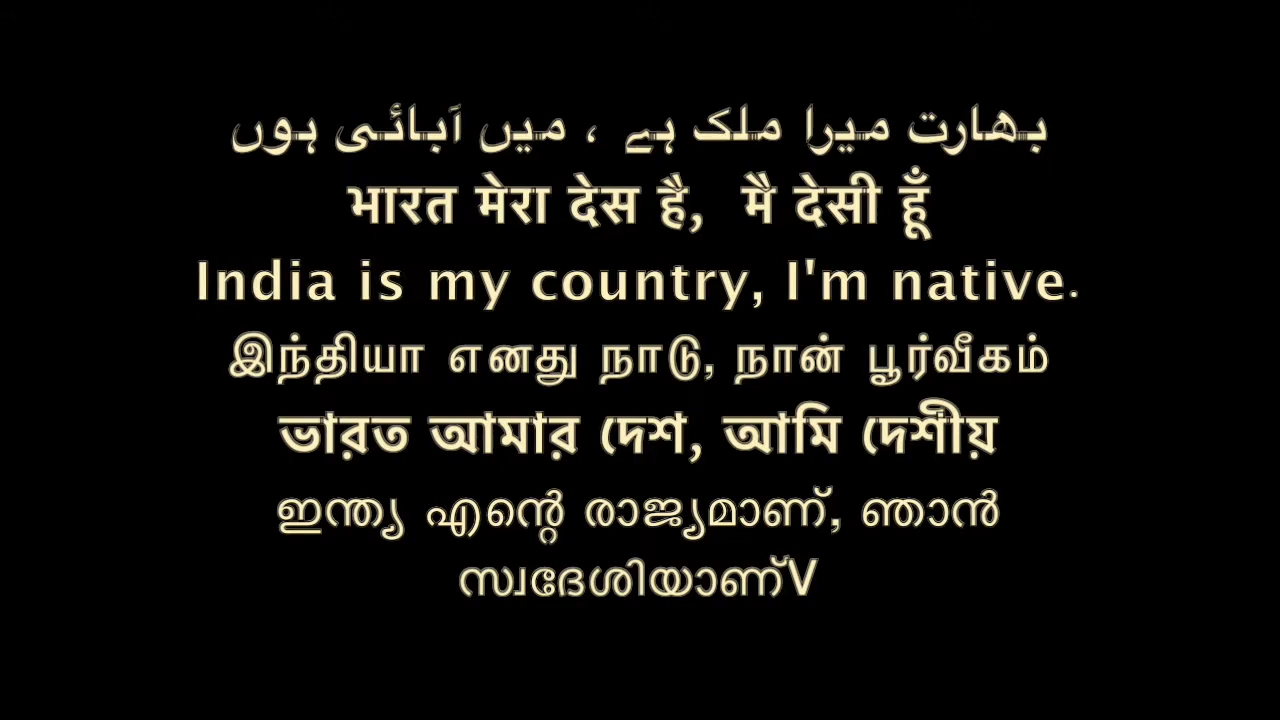 بھارت میرا ملک ہے ، میں آبائی ہوں
भारत मेरा देस है, मै देसी हूँ
India is my country, I'm native.
இந்தியா எனது நாடு, நான் பூர்வீகம்
ভারত আমার দেশ, আমি দেশীয়
ഇന്ത്യ എന്റെ രാജ്യമാണ്, ഞാൻ
സ്വദേശിയാണ്V